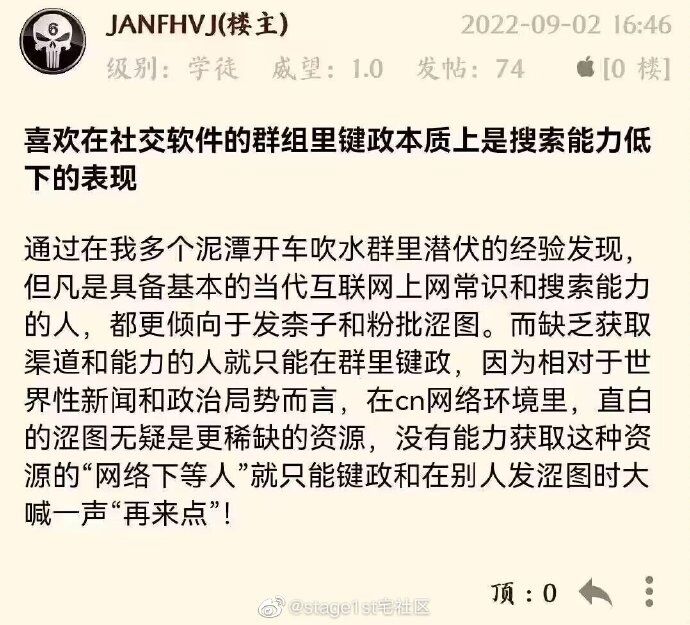 JANFHVJ(楼主)
2022-09-02 16:46
级别: 学徒 威望: 1.0 发帖: 74 [0 楼]
喜欢在社交软件的群组里键政本质上是搜索能力低
下的表现
通过在我多个泥潭开车吹水群里潜伏的经验发现，
但凡是具备基本的当代互联网上网常识和搜索能力
的人，都更倾向于发柰子和粉批涩图。而缺乏获取
渠道和能力的人就只能在群里键政，因为相对于世
界性新闻和政治局势而言，在cn网络环境里，直白
的涩图无疑是更稀缺的资源，没有能力获取这种资
源的“网络下等人”就只能键政和在别人发涩图时大
喊一声“再来点”！
顶: 0
@stage1st宅社区
6